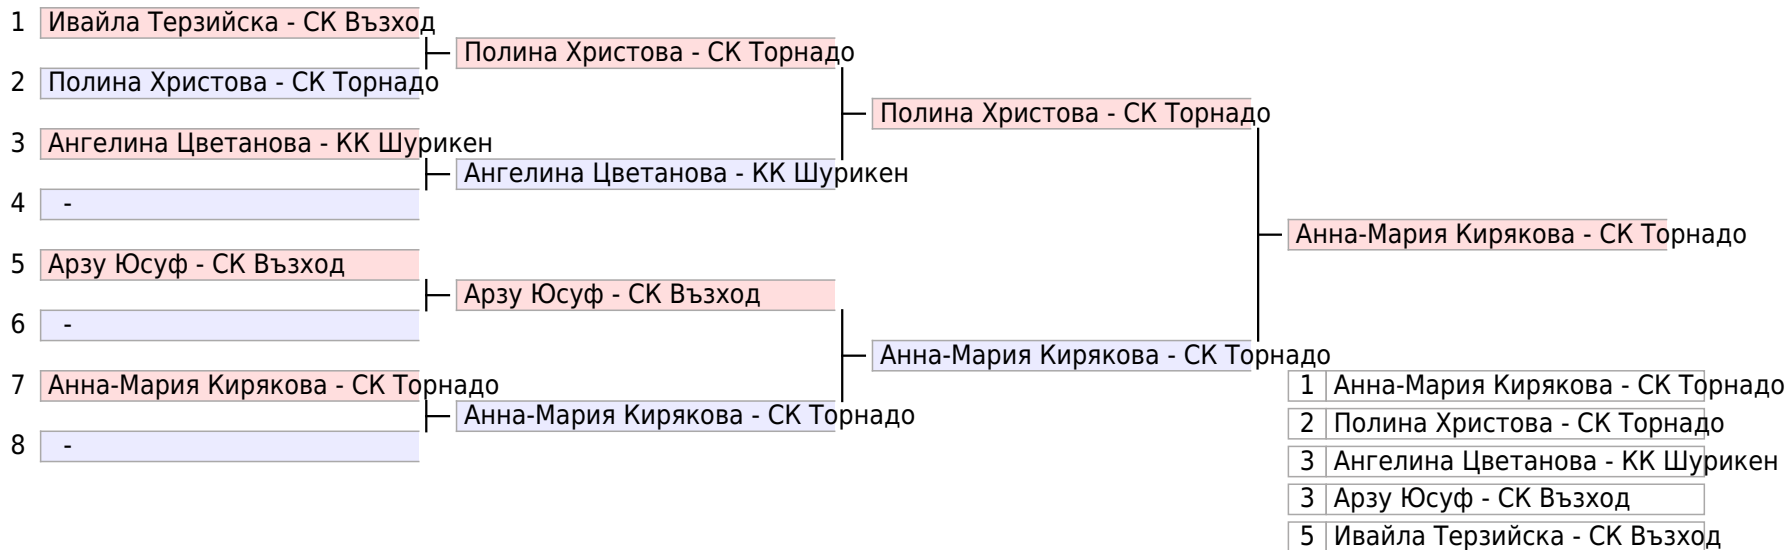 1 Ивайла Терзийска - СК Възход
2 Полина Христова - СК Торнадо
3 Ангелина Цветанова - КК Шурикен
4 -
5 Арзу Юсуф - СК Възход
6 -
7 Анна-Мария Кирякова - СК Торнадо
8 -
Полина Христова - СК Торнадо
Ангелина Цветанова - КК Шурикен
Арзу Юсуф - СК Възход
Анна-Мария Кирякова - СК Торнадо
Полина Христова - СК Торнадо
Анна-Мария Кирякова - СК Торнадо
Анна-Мария Кирякова - СК Торнадо
1 Анна-Мария Кирякова - СК Торнадо
2 Полина Христова - СК Торнадо
3 Ангелина Цветанова - КК Шурикен
3 Арзу Юсуф - СК Възход
5 Ивайла Терзийска - СК Възход